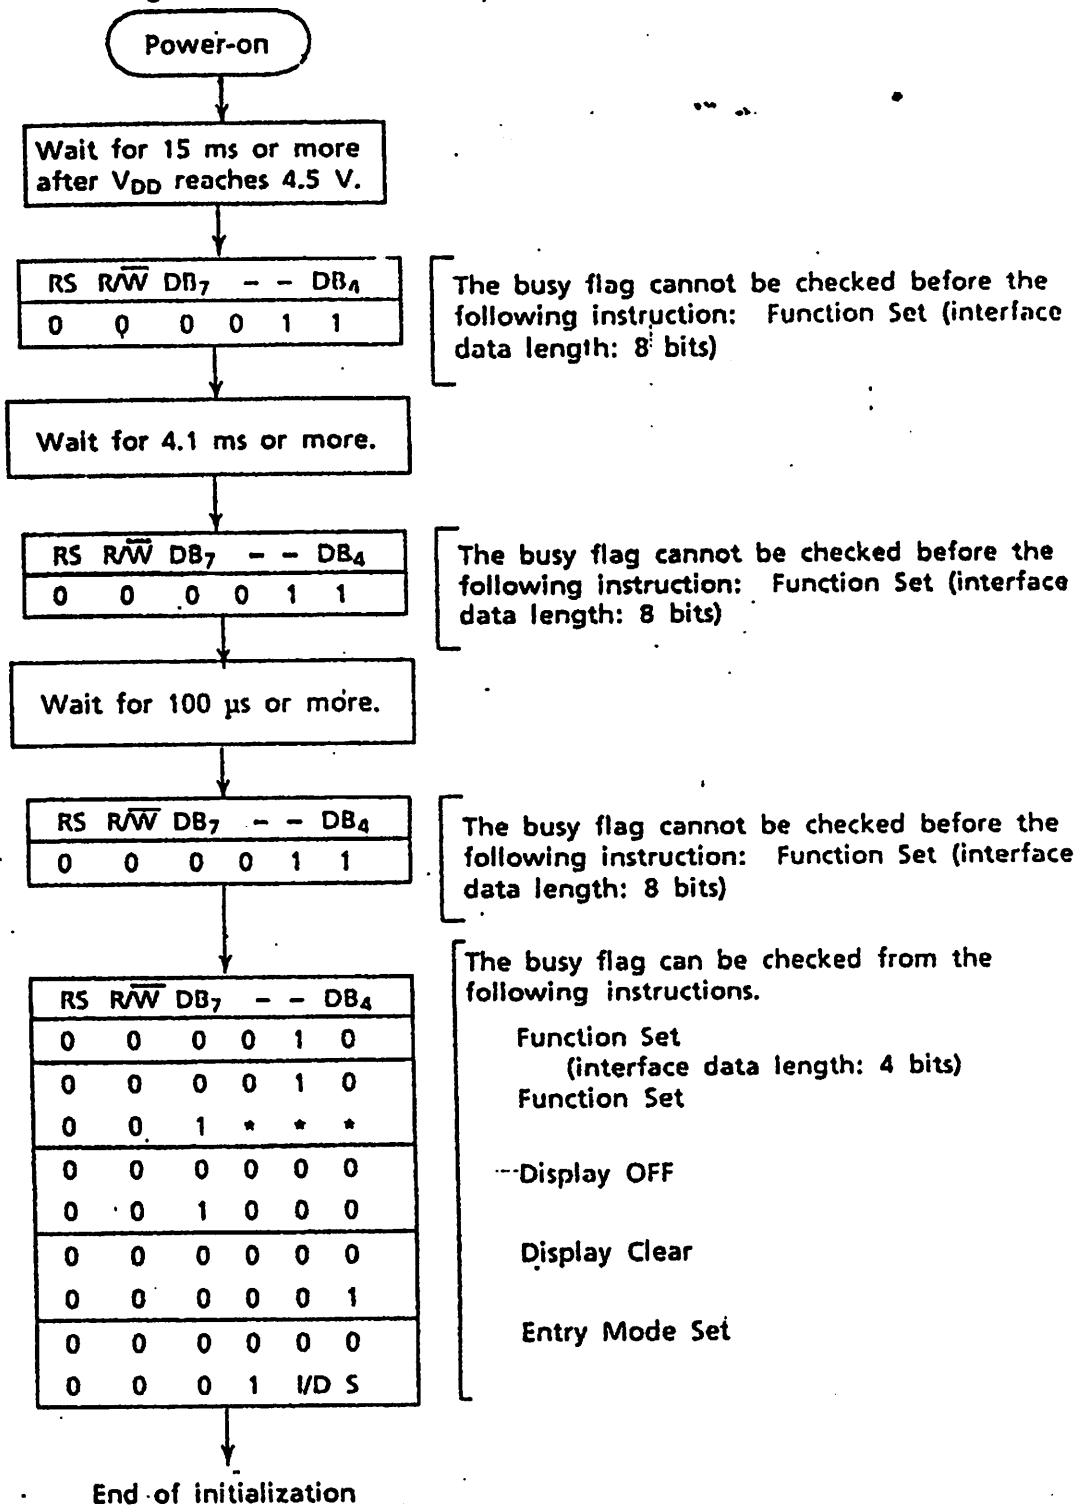 Power-on
Wait for 15 ms or more
after VDD reaches 4.5 V.
RS R/W̅ DB7 – – DB4
0 0 0 0 1 1
The busy flag cannot be checked before the
following instruction: Function Set (interface
data length: 8 bits)
Wait for 4.1 ms or more.
RS R/W̅ DB7 – – DB4
0 0 0 0 1 1
The busy flag cannot be checked before the
following instruction: Function Set (interface
data length: 8 bits)
Wait for 100 µs or more.
RS R/W̅ DB7 – – DB4
0 0 0 0 1 1
The busy flag cannot be checked before the
following instruction: Function Set (interface
data length: 8 bits)
The busy flag can be checked from the
following instructions.
RS R/W̅ DB7 – – DB4
0 0 0 0 1 0
Function Set
(interface data length: 4 bits)
0 0 0 0 1 0
Function Set
0 0 1 * * *
0 0 0 0 0 0
Display OFF
0 0 1 0 0 0
0 0 0 0 0 0
Display Clear
0 0 0 0 0 1
0 0 0 0 0 0
Entry Mode Set
0 0 0 1 I/D S
End of initialization